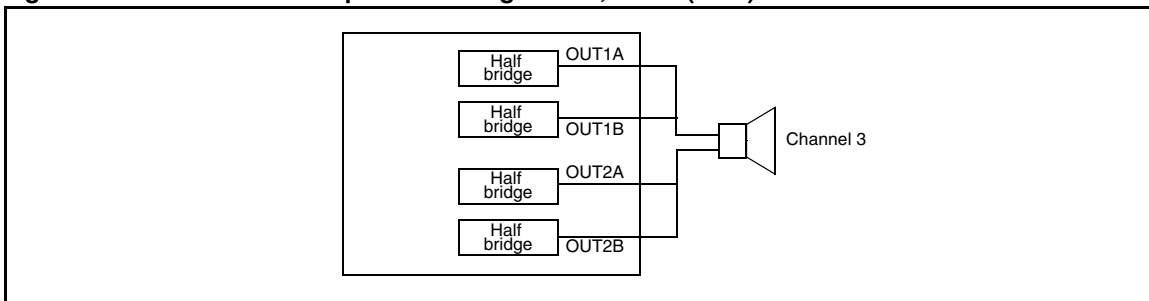 Half
bridge
OUT1A
Half
bridge
OUT1B
Channel 3
Half
bridge
OUT2A
Half
bridge
OUT2B